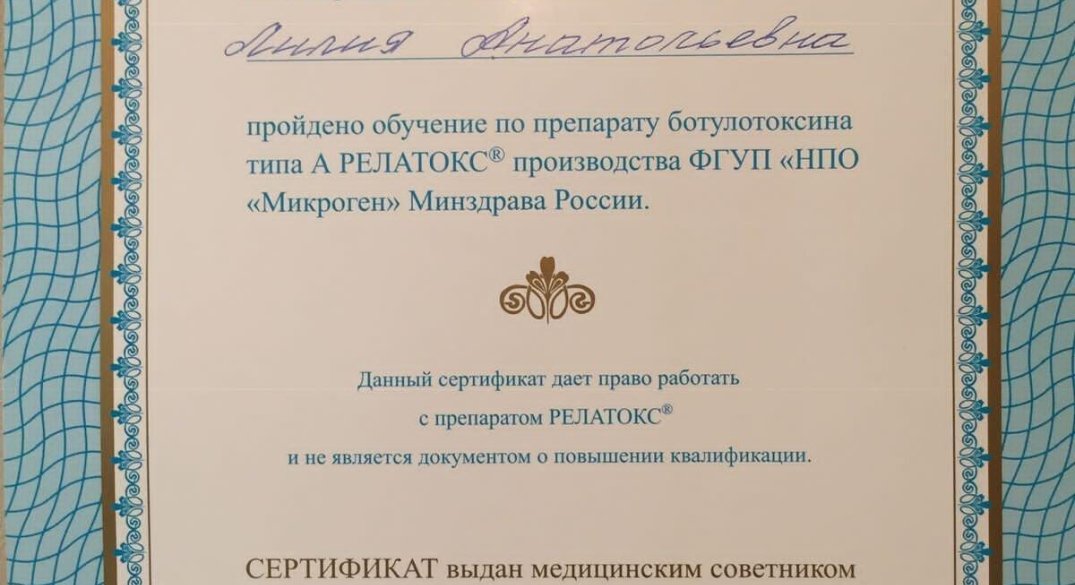 Лилия Анатольевна
пройдено обучение по препарату ботулотоксина
типа А РЕЛАТОКС® производства ФГУП «НПО
«Микроген» Минздрава России.
Данный сертификат дает право работать
с препаратом РЕЛАТОКС®
и не является документом о повышении квалификации.
СЕРТИФИКАТ выдан медицинским советником